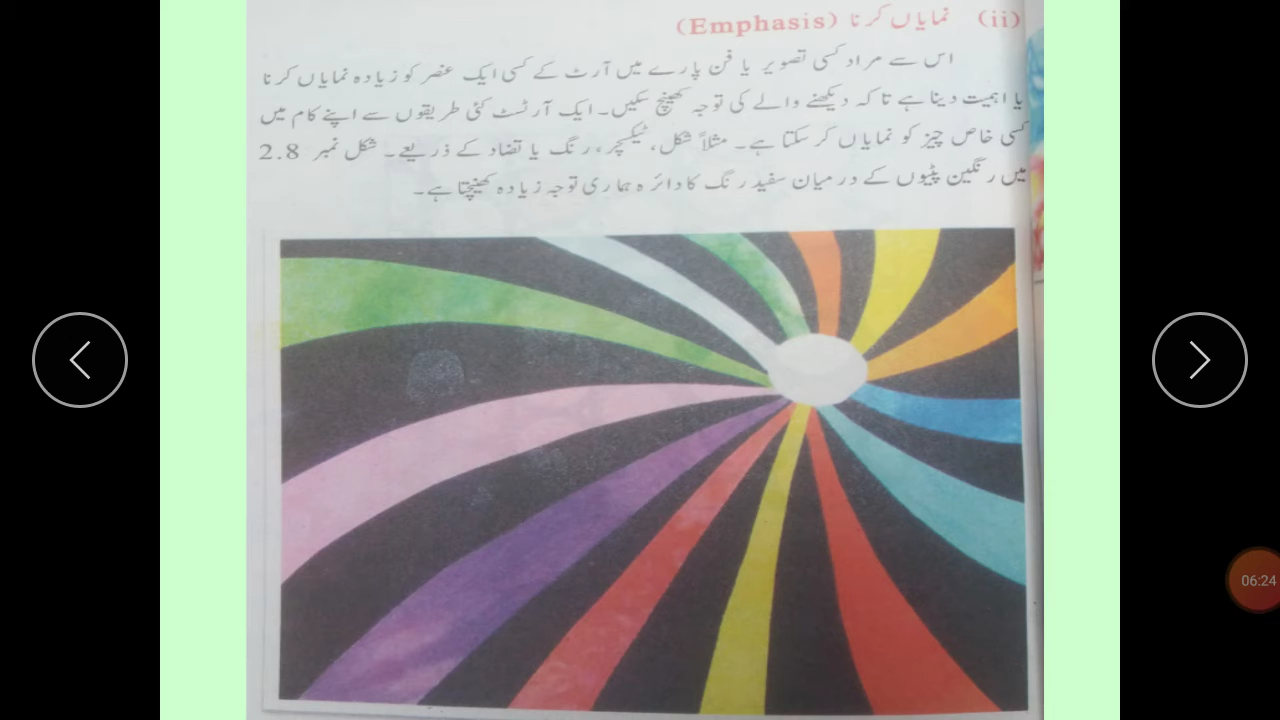 (ii) نمایاں کرنا (Emphasis)
اس سے مراد کسی تصویر یا فن پارے میں آرٹ کے کسی ایک عنصر کو زیادہ نمایاں کرنا
یا اہمیت دینا ہے تاکہ دیکھنے والے کی توجہ کھینچ سکیں۔ ایک آرٹسٹ کئی طریقوں سے اپنے کام میں
کسی خاص چیز کو نمایاں کر سکتا ہے۔ مثلاً شکل، ٹیکسچر، رنگ یا تضاد کے ذریعے۔ شکل نمبر 2.8
میں رنگین پٹیوں کے درمیان سفید رنگ کا دائرہ ہماری توجہ زیادہ کھینچتا ہے۔
06:24